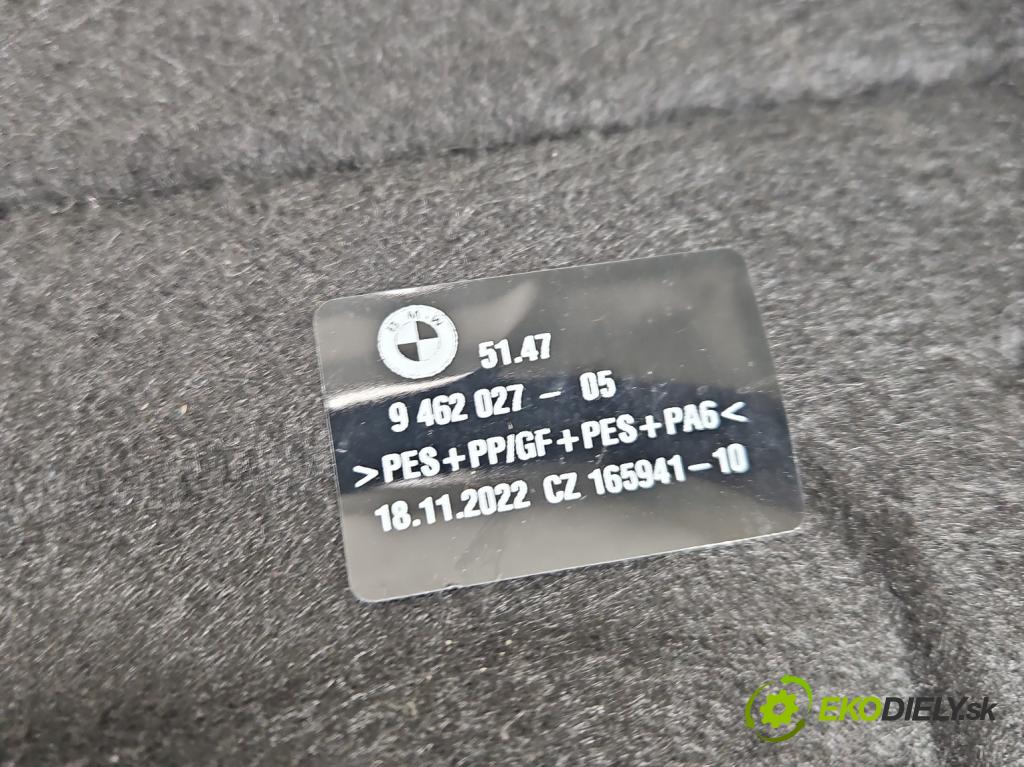 BMW
51.47
9 462 027 - 05
>PES+PP/GF+PES+PA6<
18.11.2022 CZ 165941-10
EKODIELY.sk